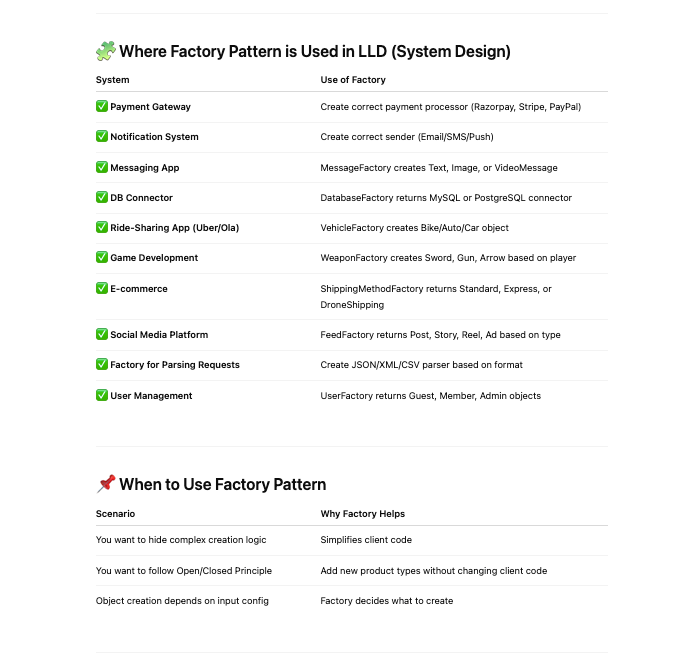 🧩 Where Factory Pattern is Used in LLD (System Design)
System Use of Factory
✅ Payment Gateway Create correct payment processor (Razorpay, Stripe, PayPal)
✅ Notification System Create correct sender (Email/SMS/Push)
✅ Messaging App MessageFactory creates Text, Image, or VideoMessage
✅ DB Connector DatabaseFactory returns MySQL or PostgreSQL connector
✅ Ride-Sharing App (Uber/Ola) VehicleFactory creates Bike/Auto/Car object
✅ Game Development WeaponFactory creates Sword, Gun, Arrow based on player
✅ E-commerce ShippingMethodFactory returns Standard, Express, or
DroneShipping
✅ Social Media Platform FeedFactory returns Post, Story, Reel, Ad based on type
✅ Factory for Parsing Requests Create JSON/XML/CSV parser based on format
✅ User Management UserFactory returns Guest, Member, Admin objects
📌 When to Use Factory Pattern
Scenario Why Factory Helps
You want to hide complex creation logic Simplifies client code
You want to follow Open/Closed Principle Add new product types without changing client code
Object creation depends on input config Factory decides what to create